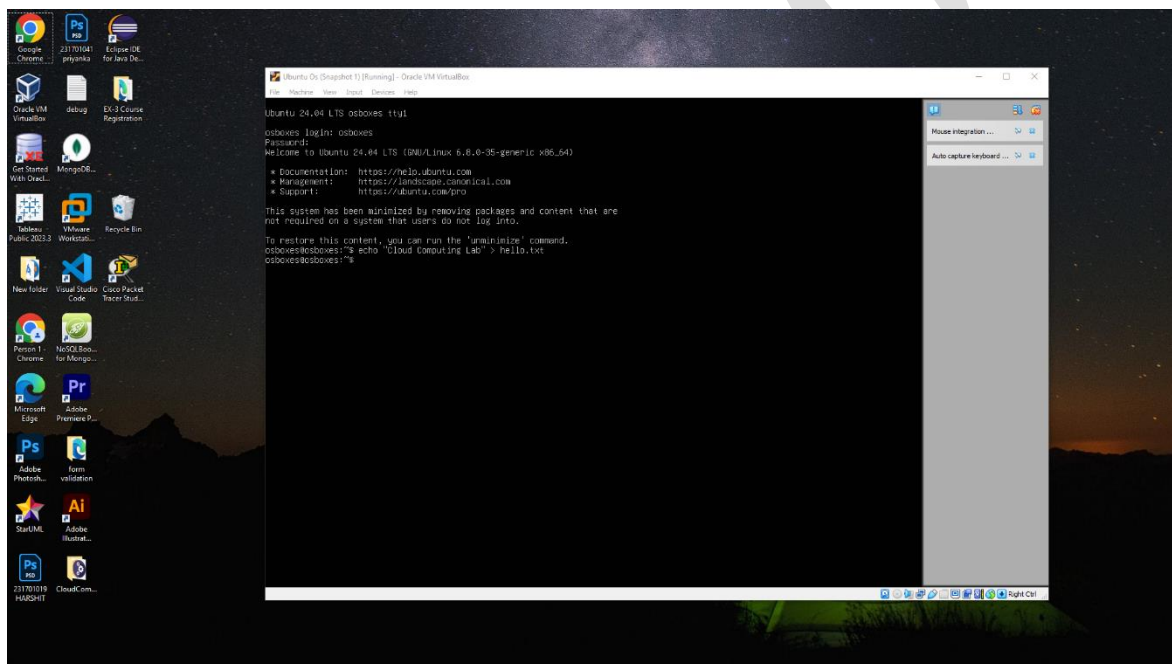 Google
Chrome
231701041
priyanka
Eclipse IDE
for Java De...
Oracle VM
VirtualBox
debug
EX-3 Course
Registration
Get Started
With Oracl...
MongoDB...
Tableau
Public 2023.3
VMware
Workstati...
Recycle Bin
New folder
Visual Studio
Code
Cisco Packet
Tracer Stud...
Person 1 -
Chrome
NoSQLBoo...
for Mongo...
Microsoft
Edge
Adobe
Premiere P...
Adobe
Photosh...
form
validation
StarUML
Adobe
Illustrat...
231701019
HARSHIT
CloudCom...
Ubuntu Os (Snapshot 1) [Running] - Oracle VM VirtualBox
File Machine View Input Devices Help
Ubuntu 24.04 LTS osboxes tty1
osboxes login: osboxes
Password:
Welcome to Ubuntu 24.04 LTS (GNU/Linux 6.8.0-35-generic x86_64)
* Documentation: https://help.ubuntu.com
* Management: https://landscape.canonical.com
* Support: https://ubuntu.com/pro
This system has been minimized by removing packages and content that are
not required on a system that users do not log into.
To restore this content, you can run the 'unminimize' command.
osboxes@osboxes:~$ echo "Cloud Computing Lab" > hello.txt
osboxes@osboxes:~$
Mouse integration ...
Auto capture keyboard ...
Right Ctrl